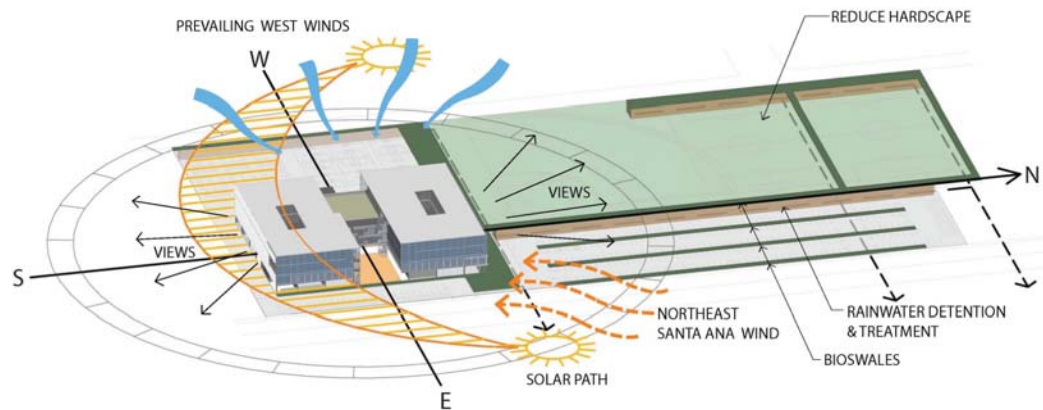 REDUCE HARDSCAPE
PREVAILING WEST WINDS
W
VIEWS
N
VIEWS
S
NORTHEAST
SANTA ANA WIND
RAINWATER DETENTION
& TREATMENT
BIOSWALES
SOLAR PATH
E